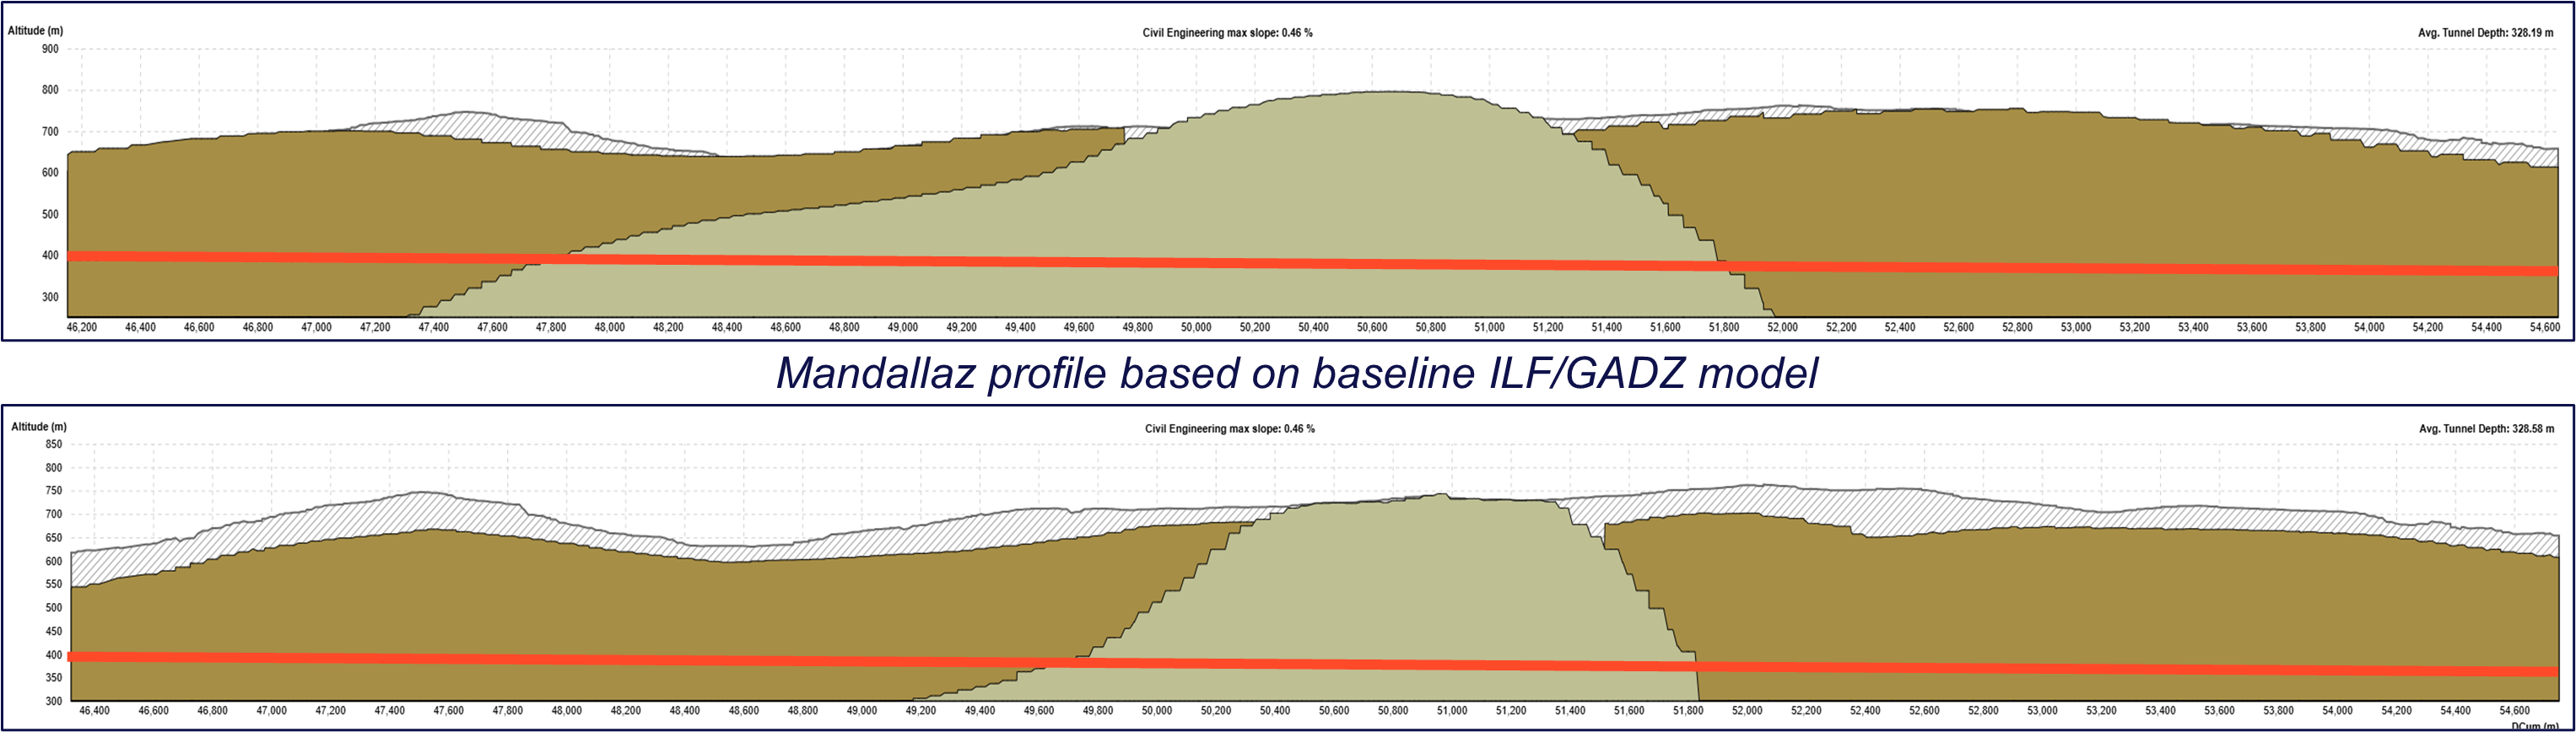 Altitude (m)
Civil Engineering max slope: 0.46 %
Avg. Tunnel Depth: 328.19 m
900
800
700
600
500
400
300
46,200 46,400 46,600 46,800 47,000 47,200 47,400 47,600 47,800 48,000 48,200 48,400 48,600 48,800 49,000 49,200 49,400 49,600 49,800 50,000 50,200 50,400 50,600 50,800 51,000 51,200 51,400 51,600 51,800 52,000 52,200 52,400 52,600 52,800 53,000 53,200 53,400 53,600 53,800 54,000 54,200 54,400 54,600
Mandallaz profile based on baseline ILF/GADZ model
Altitude (m)
Civil Engineering max slope: 0.46 %
Avg. Tunnel Depth: 328.58 m
850
800
750
700
650
600
550
500
450
400
350
300
46,400 46,600 46,800 47,000 47,200 47,400 47,600 47,800 48,000 48,200 48,400 48,600 48,800 49,000 49,200 49,400 49,600 49,800 50,000 50,200 50,400 50,600 50,800 51,000 51,200 51,400 51,600 51,800 52,000 52,200 52,400 52,600 52,800 53,000 53,200 53,400 53,600 53,800 54,000 54,200 54,400 54,600
DCum (m)